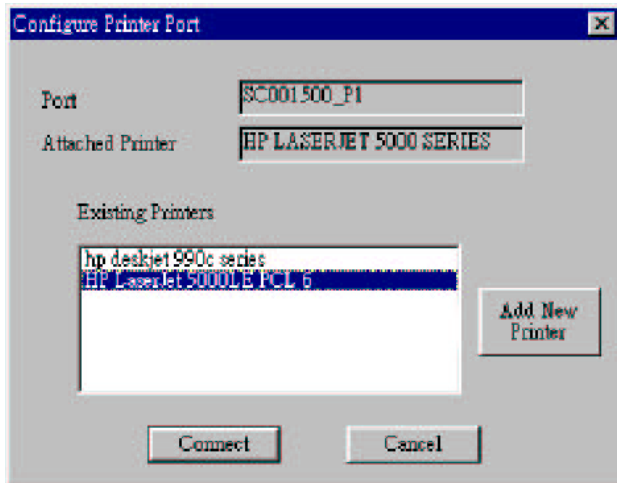 Configure Printer Port
Port
SC001500_P1
Attached Printer
HP LASERJET 5000 SERIES
Existing Printers
hp deskjet 990c series
HP LaserJet 5000LE PCL 6
Add New
Printer
Connect
Cancel